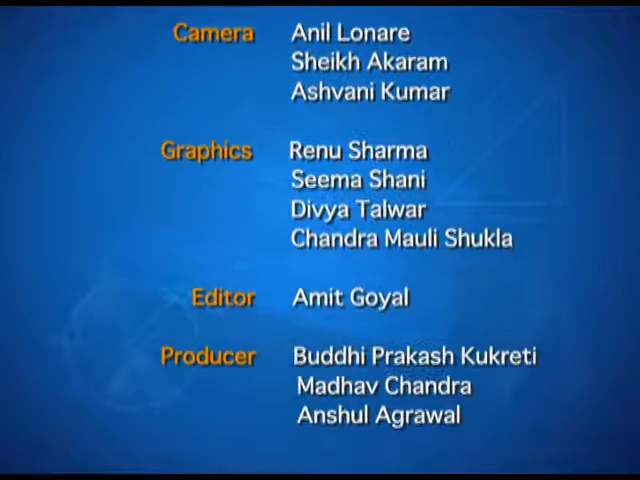 Camera Anil Lonare
Sheikh Akaram
Ashvani Kumar
Graphics Renu Sharma
Seema Shani
Divya Talwar
Chandra Mauli Shukla
Editor Amit Goyal
Producer Buddhi Prakash Kukreti
Madhav Chandra
Anshul Agrawal